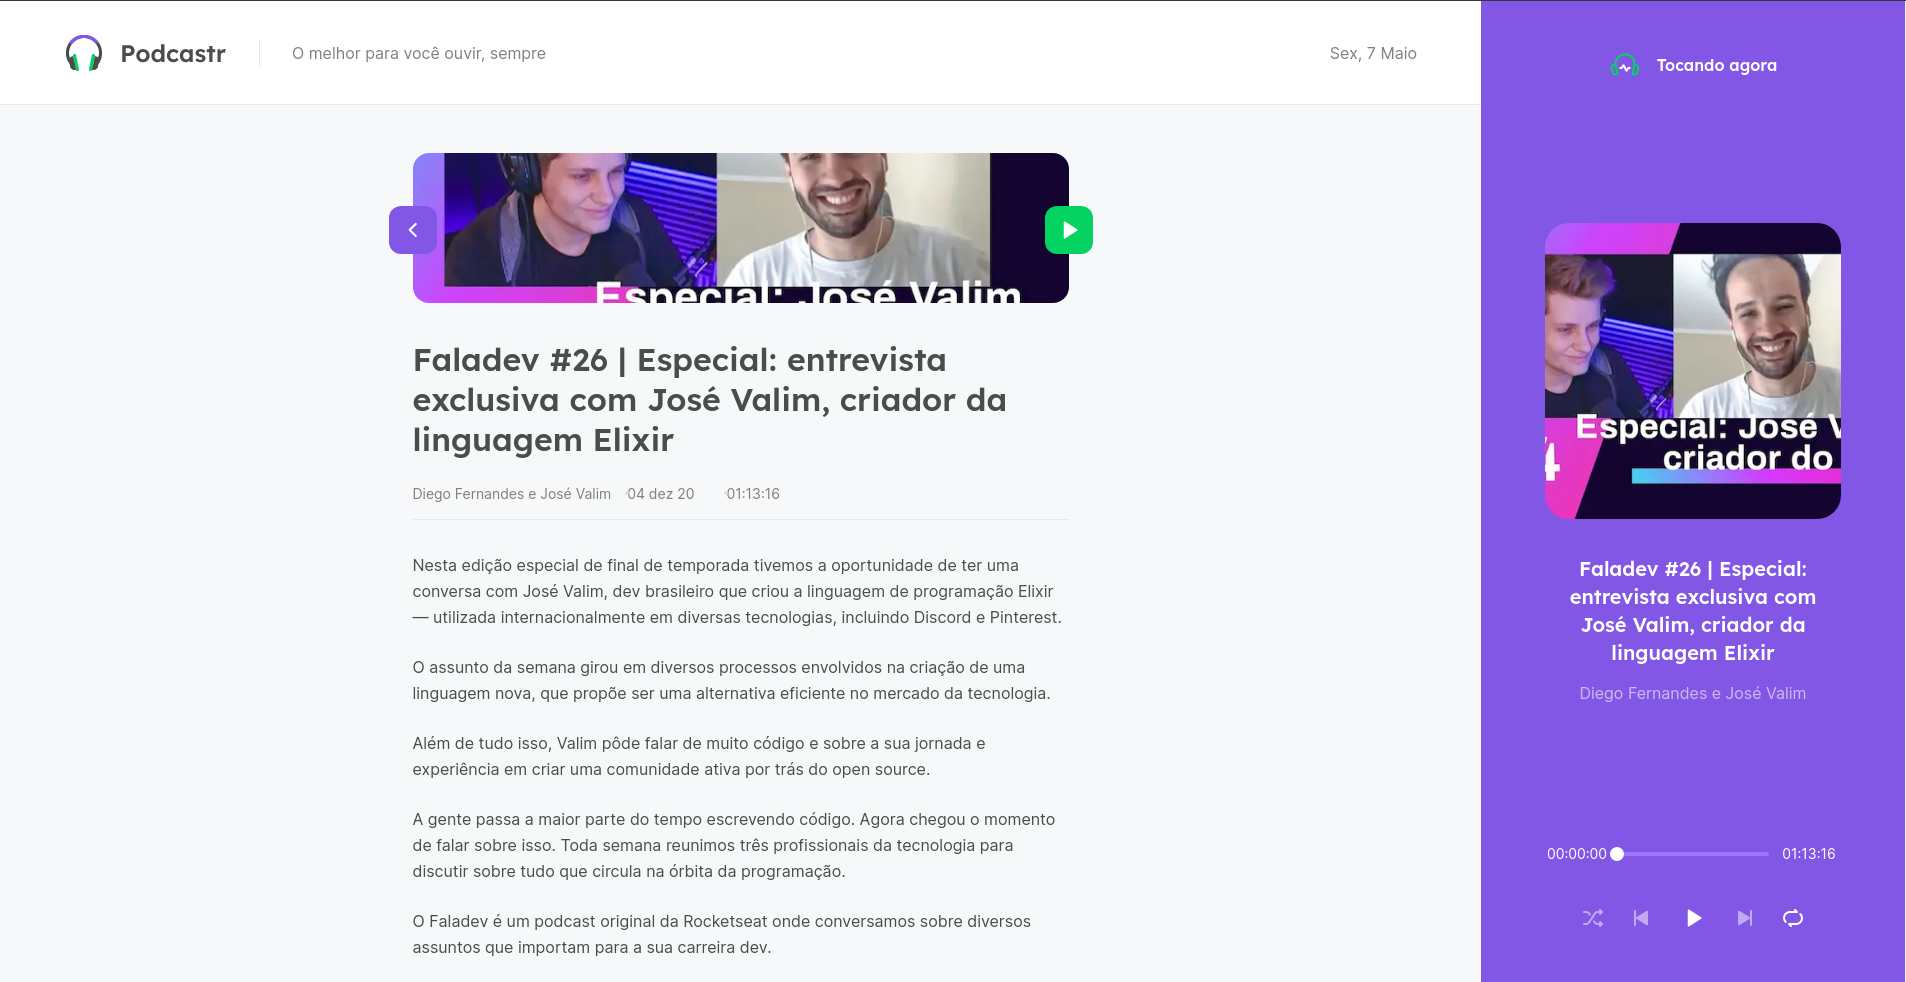 Podcastr
O melhor para você ouvir, sempre
Sex, 7 Maio
Especial: José Valim
Faladev #26 | Especial: entrevista
exclusiva com José Valim, criador da
linguagem Elixir
Diego Fernandes e José Valim
04 dez 20
01:13:16
Nesta edição especial de final de temporada tivemos a oportunidade de ter uma
conversa com José Valim, dev brasileiro que criou a linguagem de programação Elixir
— utilizada internacionalmente em diversas tecnologias, incluindo Discord e Pinterest.
O assunto da semana girou em diversos processos envolvidos na criação de uma
linguagem nova, que propõe ser uma alternativa eficiente no mercado da tecnologia.
Além de tudo isso, Valim pôde falar de muito código e sobre a sua jornada e
experiência em criar uma comunidade ativa por trás do open source.
A gente passa a maior parte do tempo escrevendo código. Agora chegou o momento
de falar sobre isso. Toda semana reunimos três profissionais da tecnologia para
discutir sobre tudo que circula na órbita da programação.
O Faladev é um podcast original da Rocketseat onde conversamos sobre diversos
assuntos que importam para a sua carreira dev.
Tocando agora
Especial: José V
criador do
4
Faladev #26 | Especial:
entrevista exclusiva com
José Valim, criador da
linguagem Elixir
Diego Fernandes e José Valim
00:00:00
01:13:16